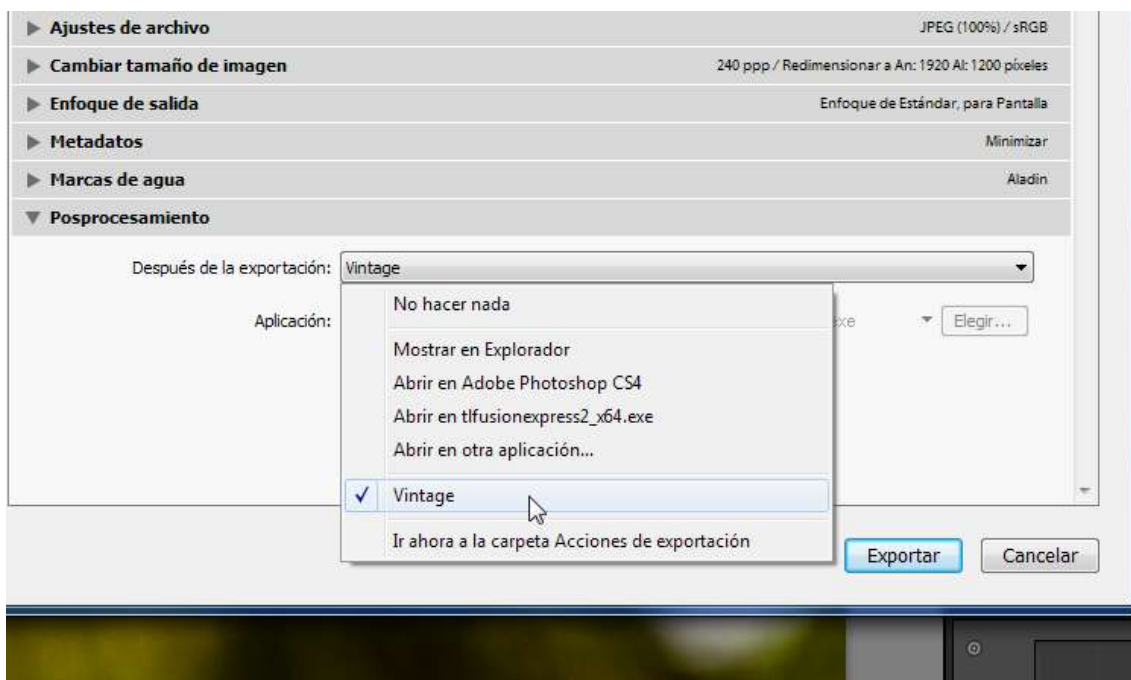 Ajustes de archivo JPEG (100%) / sRGB
Cambiar tamaño de imagen 240 ppp / Redimensionar a An: 1920 Al: 1200 píxeles
Enfoque de salida Enfoque de Estándar, para Pantalla
Metadatos Minimizar
Marcas de agua Aladin
Posprocesamiento
Después de la exportación: Vintage
No hacer nada
Aplicación: Elegir...
Mostrar en Explorador
Abrir en Adobe Photoshop CS4
Abrir en tlfusionexpress2_x64.exe
Abrir en otra aplicación...
Vintage
Ir ahora a la carpeta Acciones de exportación
Exportar Cancelar